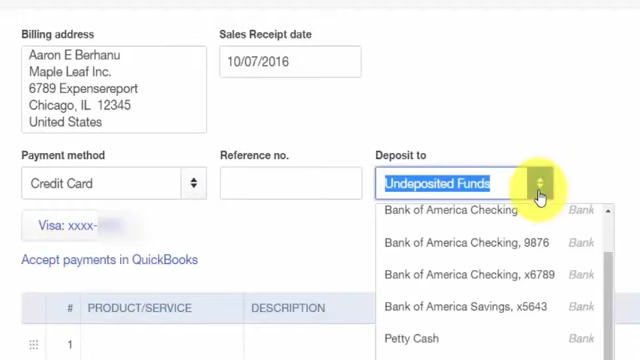 Billing address
Sales Receipt date
Aaron E Berhanu
Maple Leaf Inc.
6789 Expensereport
Chicago, IL 12345
United States
10/07/2016
Payment method
Reference no.
Deposit to
Credit Card
Undeposited Funds
Visa: xxxx-
Bank of America Checking Bank
Bank of America Checking, 9876 Bank
Accept payments in QuickBooks
Bank of America Checking, x6789 Bank
Bank of America Savings, x5643 Bank
# PRODUCT/SERVICE DESCRIPTION
Petty Cash Bank
1